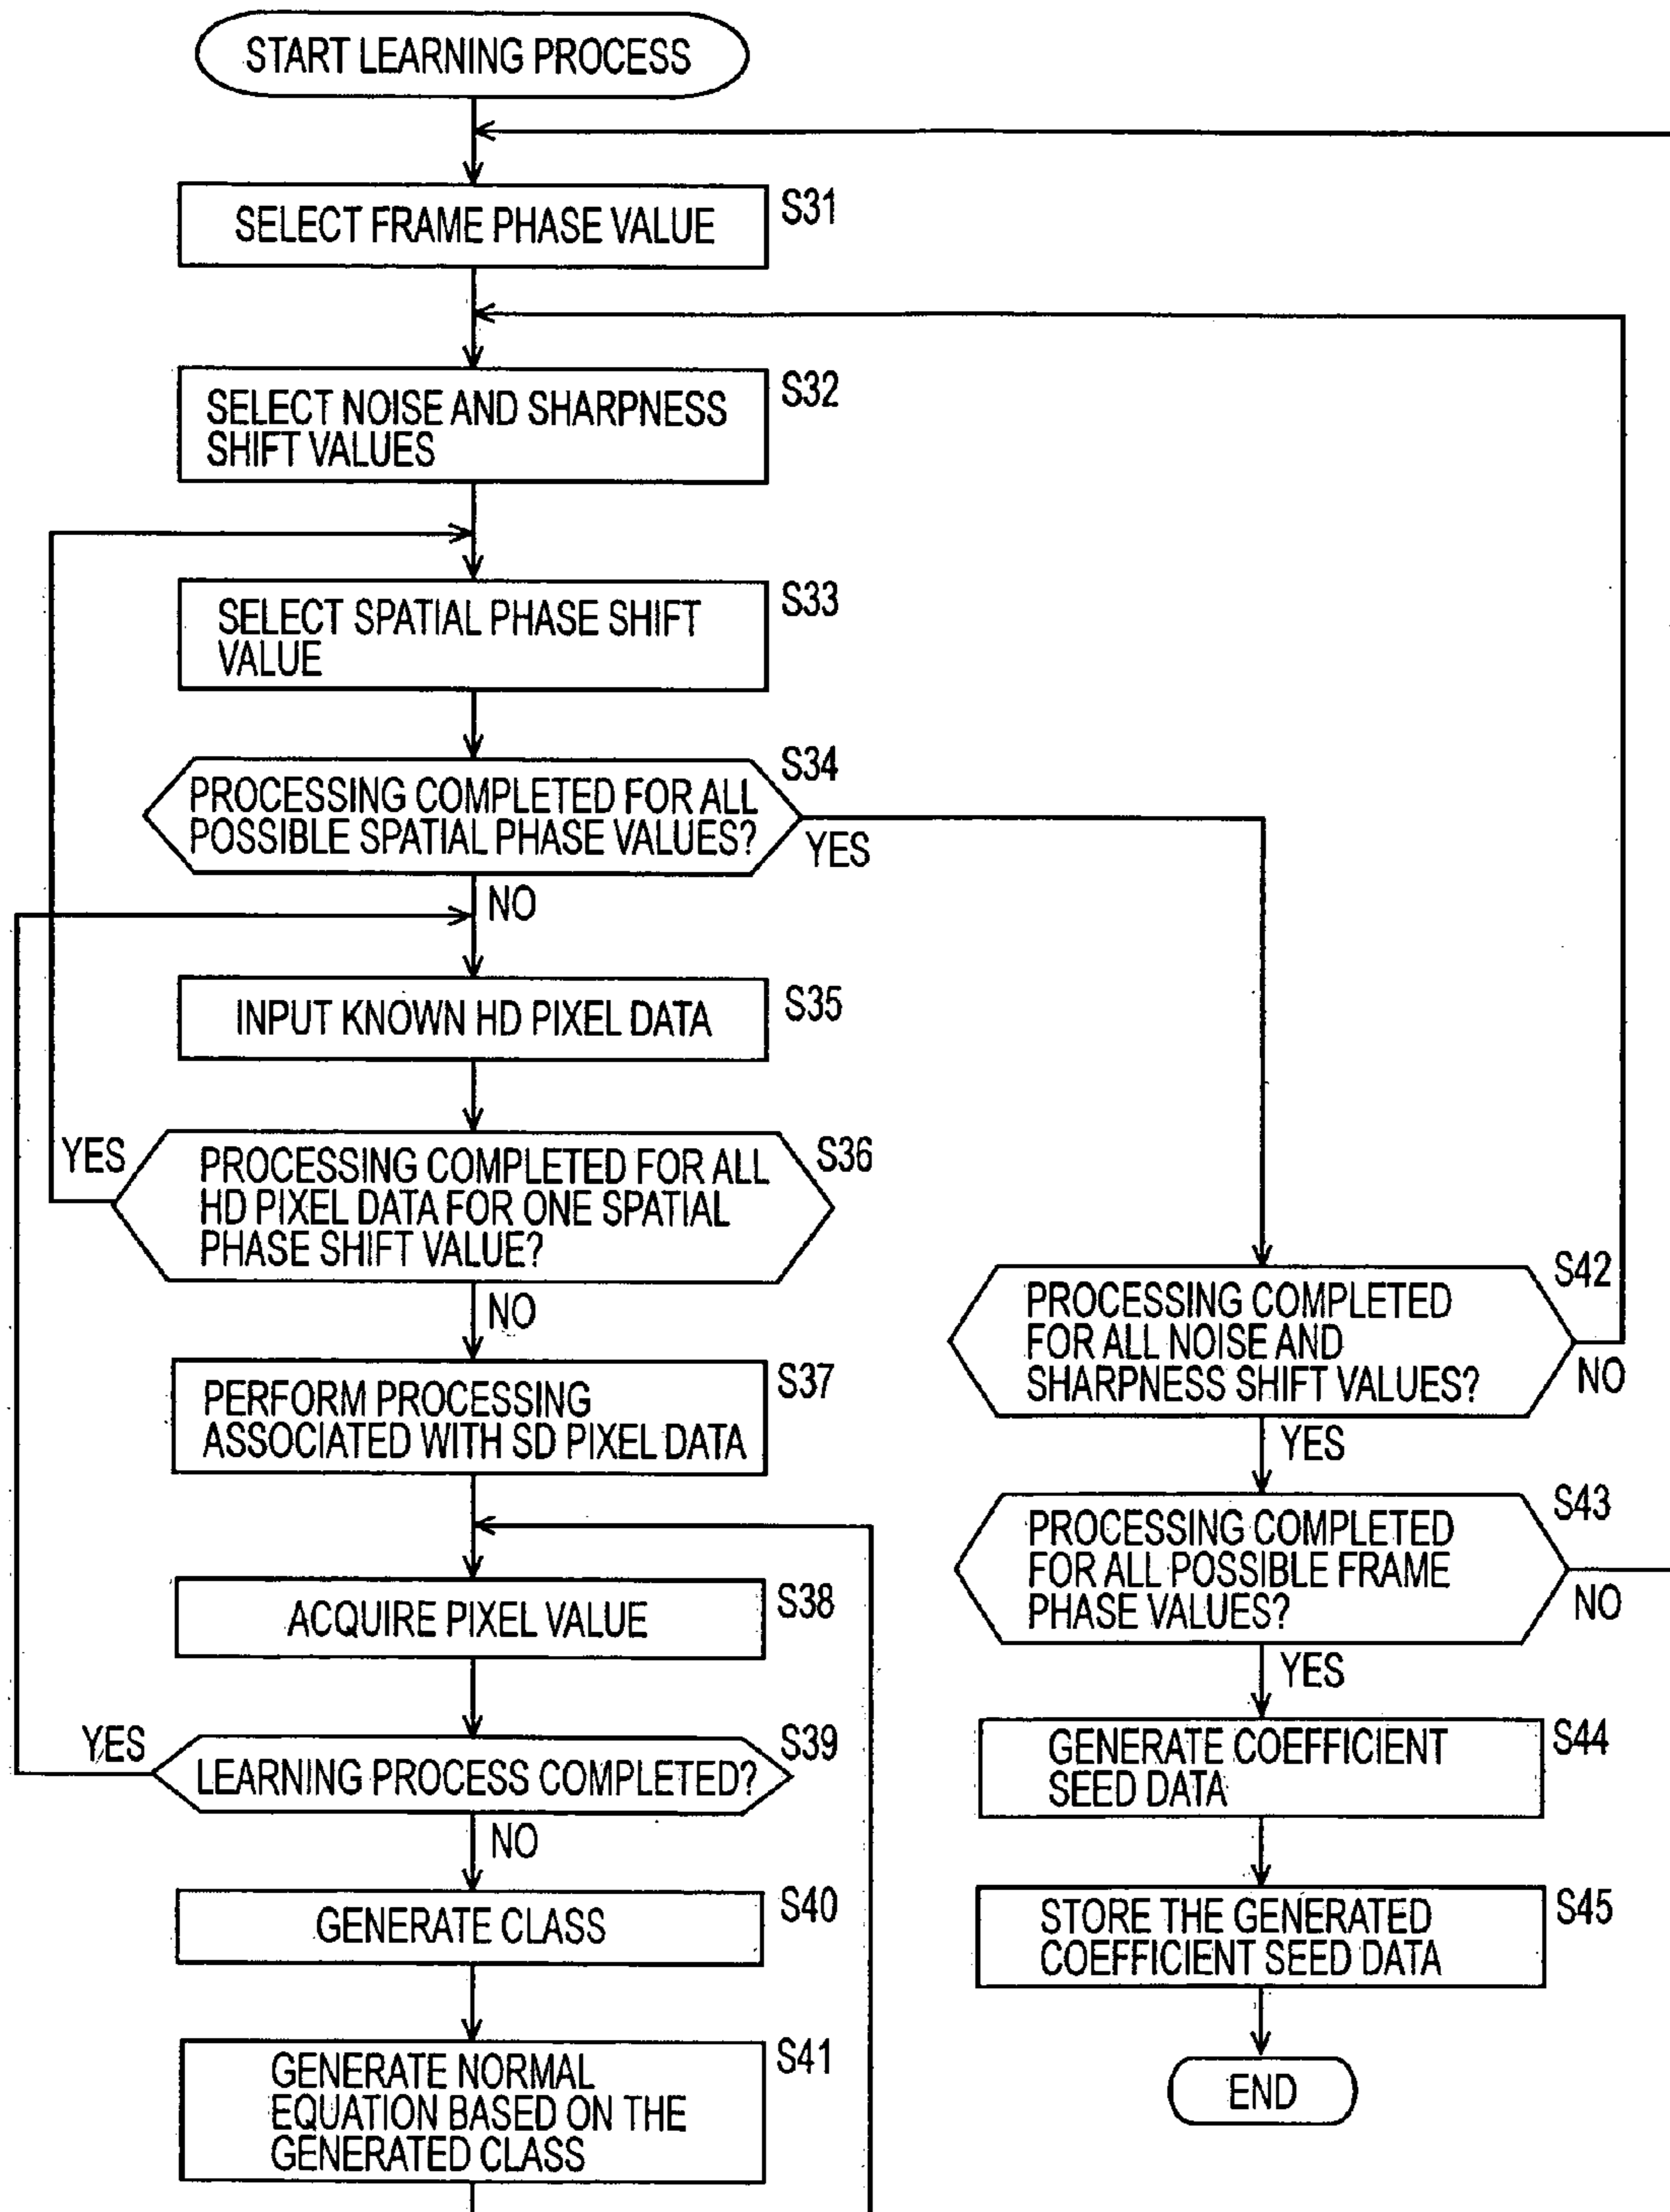 START LEARNING PROCESS
SELECT FRAME PHASE VALUE
S31
SELECT NOISE AND SHARPNESS
SHIFT VALUES
S32
SELECT SPATIAL PHASE SHIFT
VALUE
S33
PROCESSING COMPLETED FOR ALL
POSSIBLE SPATIAL PHASE VALUES?
S34
YES
NO
INPUT KNOWN HD PIXEL DATA
S35
YES
PROCESSING COMPLETED FOR ALL
HD PIXEL DATA FOR ONE SPATIAL
PHASE SHIFT VALUE?
S36
NO
PERFORM PROCESSING
ASSOCIATED WITH SD PIXEL DATA
S37
ACQUIRE PIXEL VALUE
S38
YES
LEARNING PROCESS COMPLETED?
S39
NO
GENERATE CLASS
S40
GENERATE NORMAL
EQUATION BASED ON THE
GENERATED CLASS
S41
PROCESSING COMPLETED
FOR ALL NOISE AND
SHARPNESS SHIFT VALUES?
S42
NO
YES
PROCESSING COMPLETED
FOR ALL POSSIBLE FRAME
PHASE VALUES?
S43
NO
YES
GENERATE COEFFICIENT
SEED DATA
S44
STORE THE GENERATED
COEFFICIENT SEED DATA
S45
END